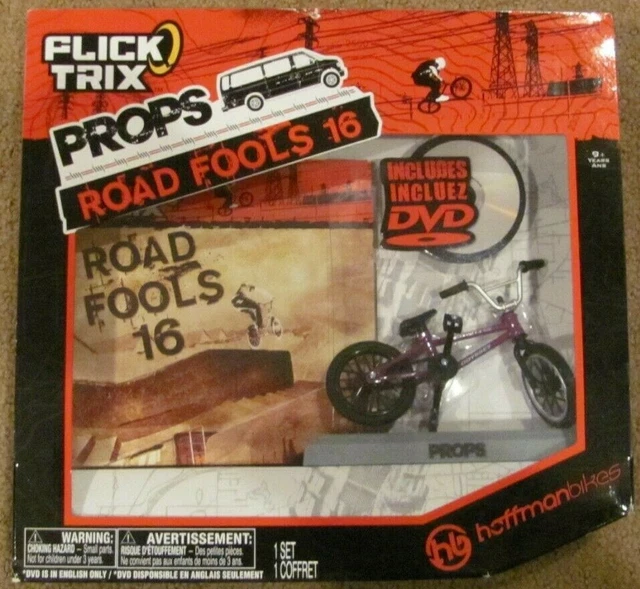 FLICK
TRIX
PROPS
ROAD FOOLS 16
9+
YEARS
ANS
INCLUDES
INCLUEZ
DVD
ROAD
FOOLS
16
PROPS
hoffmanbikes
hb
WARNING:
CHOKING HAZARD – Small parts.
Not for children under 3 years.
AVERTISSEMENT:
RISQUE D'ÉTOUFFEMENT – Des petites pièces.
Ne convient pas aux enfants de moins de 3 ans.
1 SET
1 COFFRET
*DVD IS IN ENGLISH ONLY / *DVD DISPONIBLE EN ANGLAIS SEULEMENT